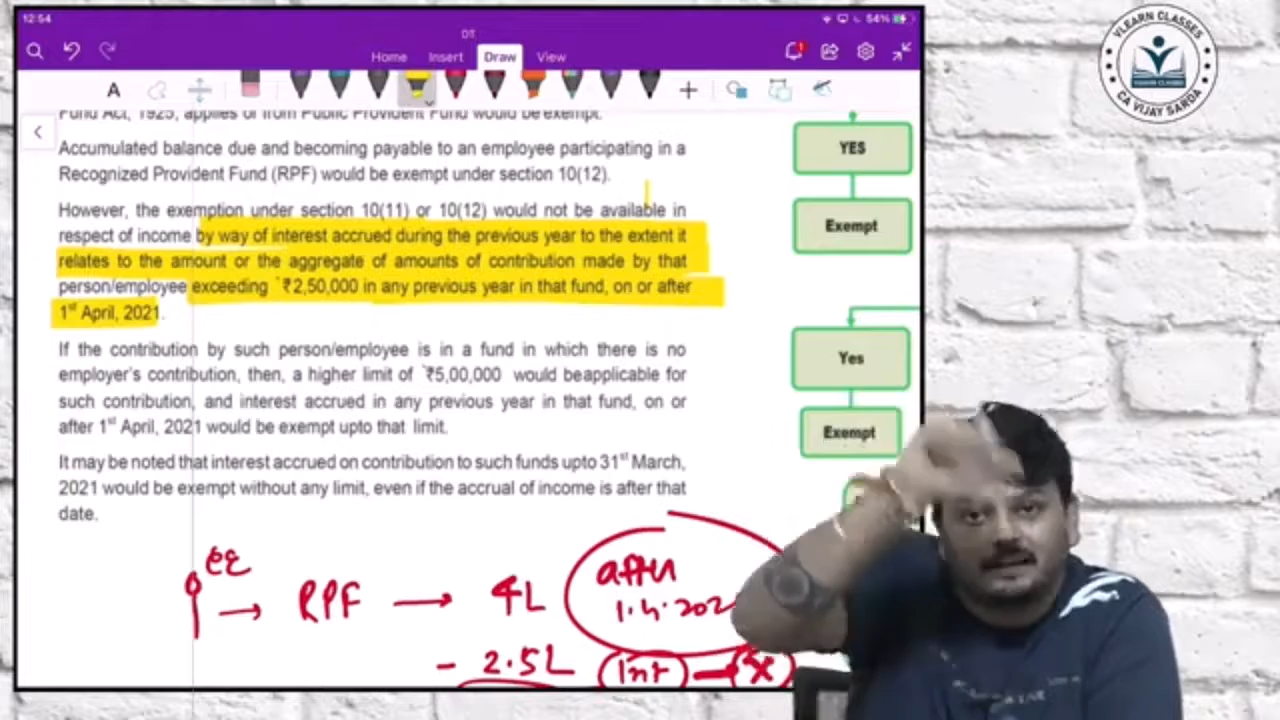 12:54
54%
DT
Home Insert Draw View
Fund Act, 1925, applies or from Public Provident Fund would be exempt.
Accumulated balance due and becoming payable to an employee participating in a
Recognized Provident Fund (RPF) would be exempt under section 10(12).
However, the exemption under section 10(11) or 10(12) would not be available in
respect of income by way of interest accrued during the previous year to the extent it
relates to the amount or the aggregate of amounts of contribution made by that
person/employee exceeding `₹2,50,000 in any previous year in that fund, on or after
1st April, 2021.
If the contribution by such person/employee is in a fund in which there is no
employer's contribution, then, a higher limit of `₹5,00,000 would beapplicable for
such contribution, and interest accrued in any previous year in that fund, on or
after 1st April, 2021 would be exempt upto that limit.
It may be noted that interest accrued on contribution to such funds upto 31st March,
2021 would be exempt without any limit, even if the accrual of income is after that
date.
EE
→ RPF → 4L after
1.4.202
- 2.5L Int
YES
Exempt
Yes
Exempt
VLEARN CLASSES
VLEARN CLASSES
CA VIJAY SARDA